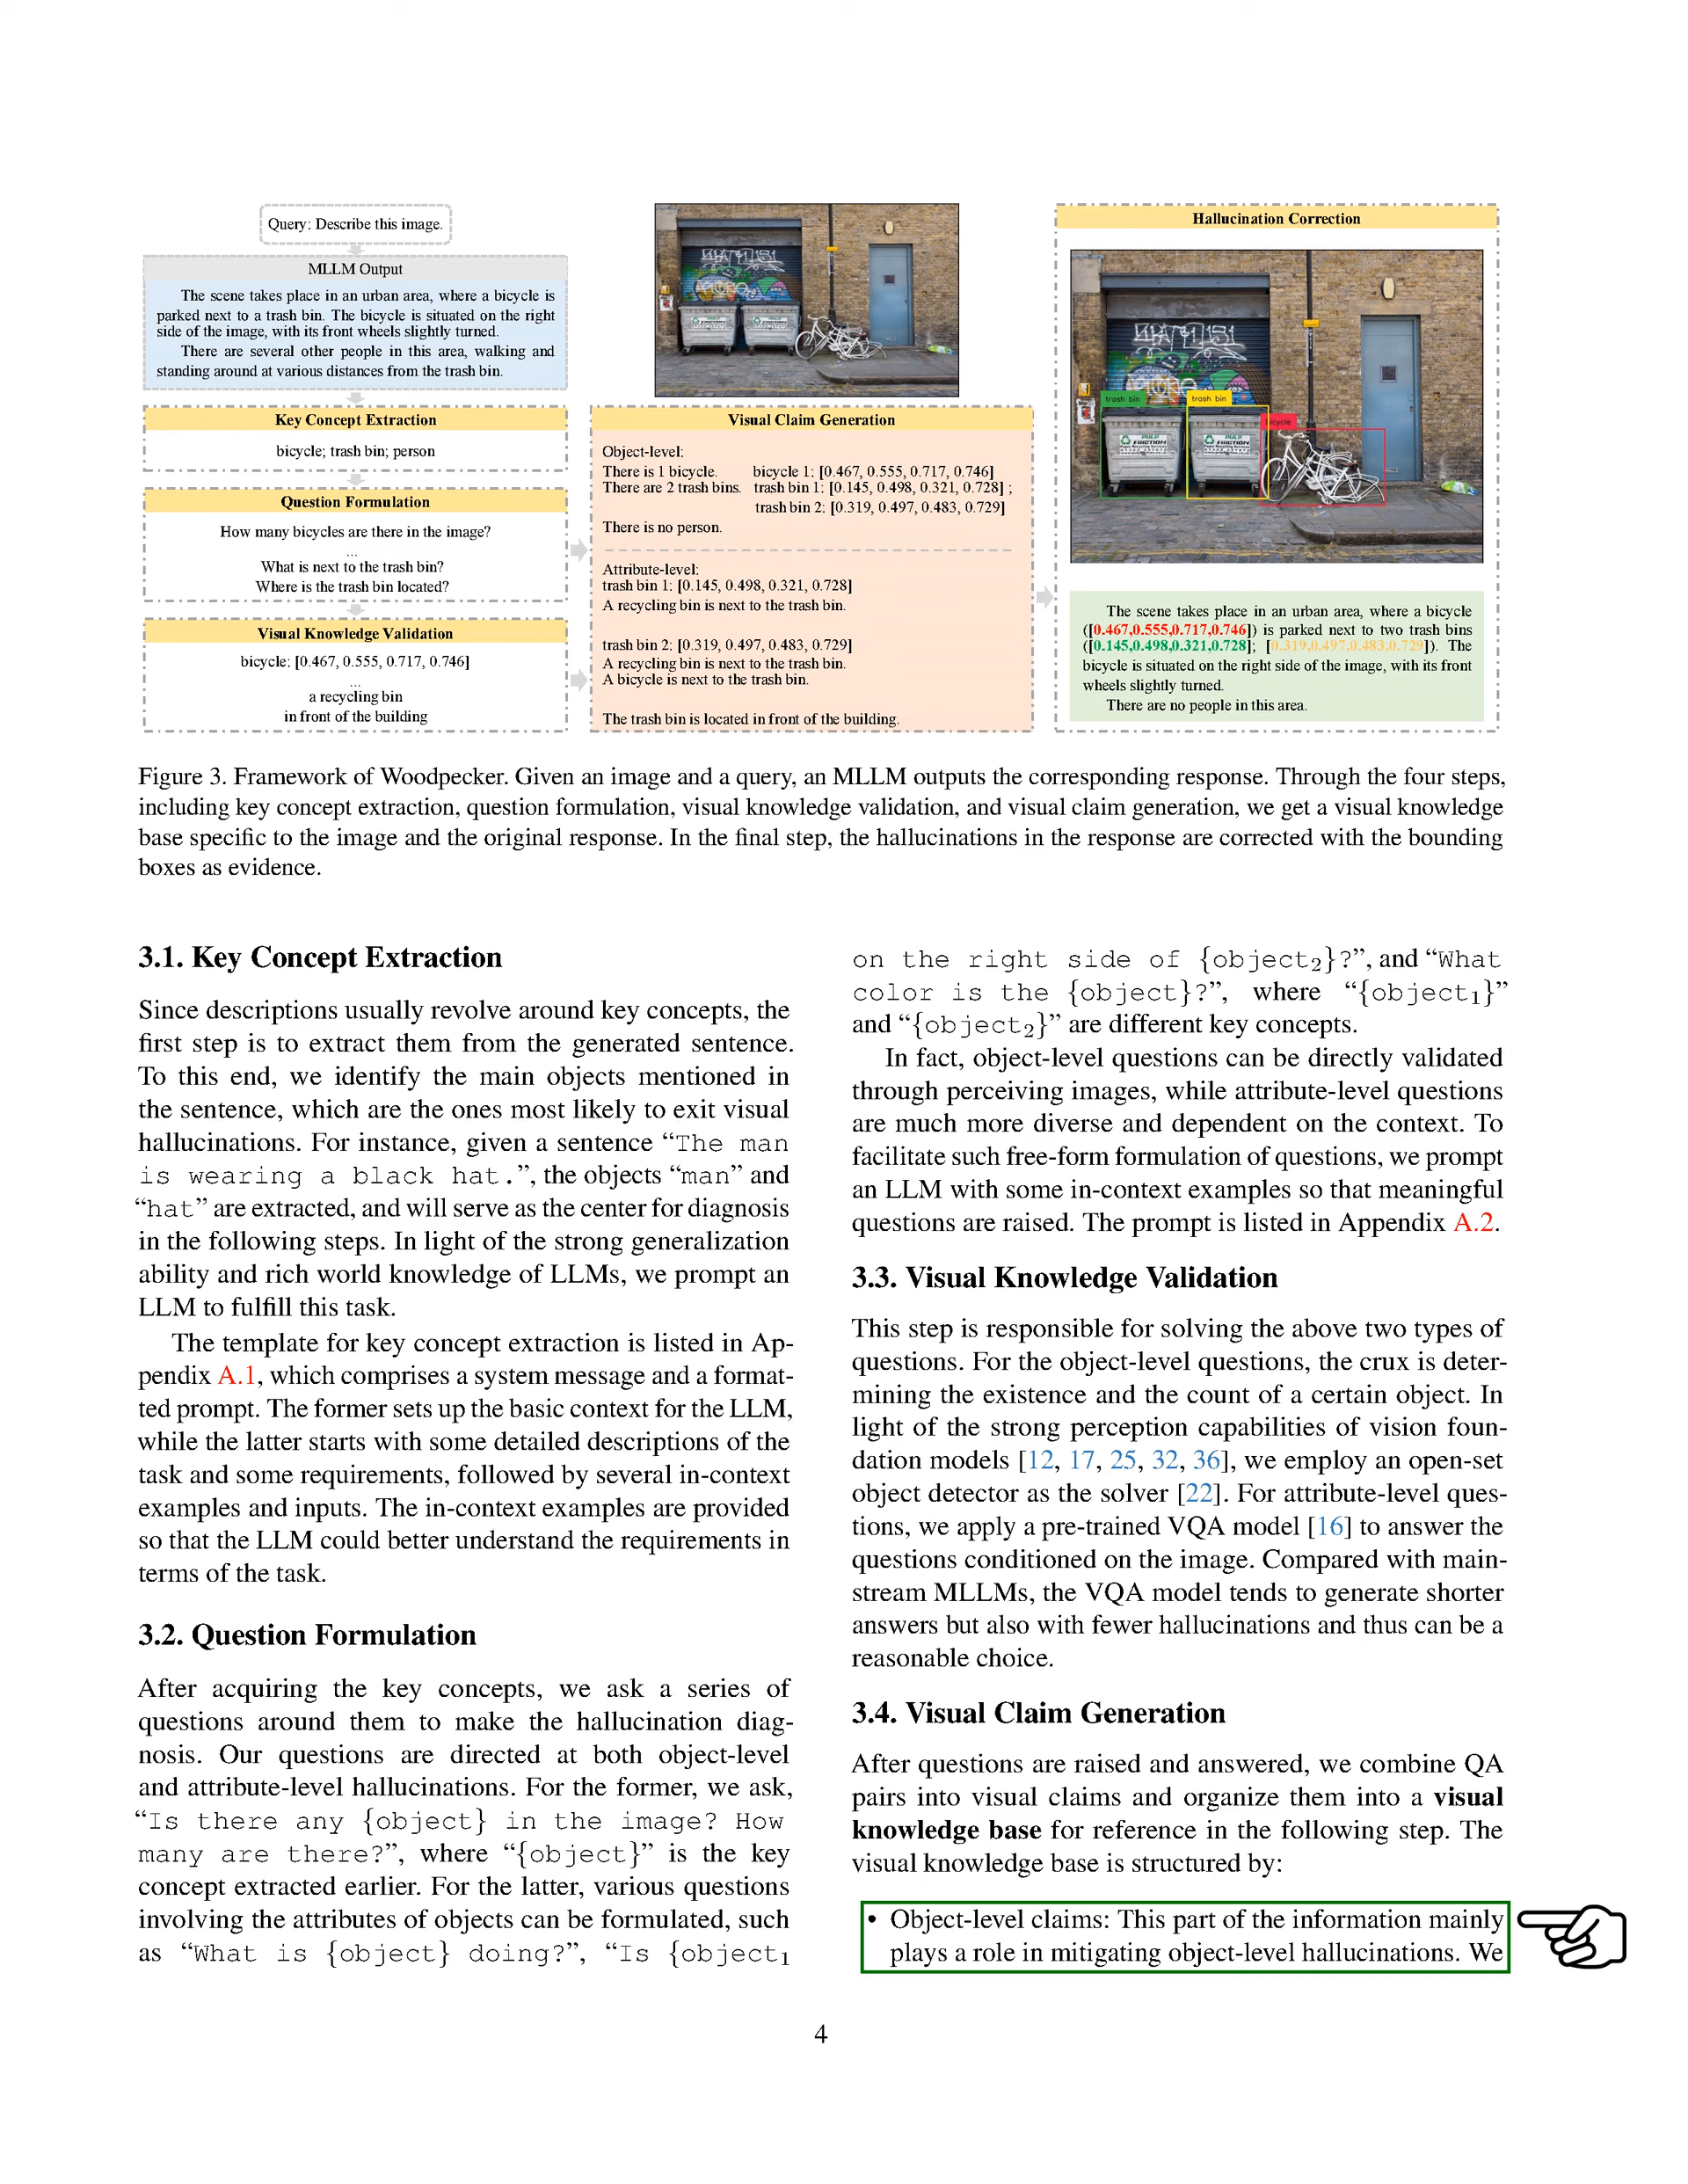 Query: Describe this image.
MLLM Output
The scene takes place in an urban area, where a bicycle is
parked next to a trash bin. The bicycle is situated on the right
side of the image, with its front wheels slightly turned.
There are several other people in this area, walking and
standing around at various distances from the trash bin.
Key Concept Extraction
bicycle; trash bin; person
Question Formulation
How many bicycles are there in the image?
...
What is next to the trash bin?
Where is the trash bin located?
Visual Knowledge Validation
bicycle: [0.467, 0.555, 0.717, 0.746]
...
a recycling bin
in front of the building
Visual Claim Generation
Object-level:
There is 1 bicycle. bicycle 1: [0.467, 0.555, 0.717, 0.746]
There are 2 trash bins. trash bin 1: [0.145, 0.498, 0.321, 0.728] ;
trash bin 2: [0.319, 0.497, 0.483, 0.729]
There is no person.
Attribute-level:
trash bin 1: [0.145, 0.498, 0.321, 0.728]
A recycling bin is next to the trash bin.
trash bin 2: [0.319, 0.497, 0.483, 0.729]
A recycling bin is next to the trash bin.
A bicycle is next to the trash bin.
The trash bin is located in front of the building.
Hallucination Correction
trash bin
trash bin
bicycle
PULP
FRICTION
PULP
FRICTION
The scene takes place in an urban area, where a bicycle
([0.467,0.555,0.717,0.746]) is parked next to two trash bins
([0.145,0.498,0.321,0.728]; [0.319,0.497,0.483,0.729]). The
bicycle is situated on the right side of the image, with its front
wheels slightly turned.
There are no people in this area.
Figure 3. Framework of Woodpecker. Given an image and a query, an MLLM outputs the corresponding response. Through the four steps,
including key concept extraction, question formulation, visual knowledge validation, and visual claim generation, we get a visual knowledge
base specific to the image and the original response. In the final step, the hallucinations in the response are corrected with the bounding
boxes as evidence.
3.1. Key Concept Extraction
Since descriptions usually revolve around key concepts, the
first step is to extract them from the generated sentence.
To this end, we identify the main objects mentioned in
the sentence, which are the ones most likely to exit visual
hallucinations. For instance, given a sentence “The man
is wearing a black hat.”, the objects “man” and
“hat” are extracted, and will serve as the center for diagnosis
in the following steps. In light of the strong generalization
ability and rich world knowledge of LLMs, we prompt an
LLM to fulfill this task.
The template for key concept extraction is listed in Ap-
pendix A.1, which comprises a system message and a format-
ted prompt. The former sets up the basic context for the LLM,
while the latter starts with some detailed descriptions of the
task and some requirements, followed by several in-context
examples and inputs. The in-context examples are provided
so that the LLM could better understand the requirements in
terms of the task.
3.2. Question Formulation
After acquiring the key concepts, we ask a series of
questions around them to make the hallucination diag-
nosis. Our questions are directed at both object-level
and attribute-level hallucinations. For the former, we ask,
“Is there any {object} in the image? How
many are there?”, where “{object}” is the key
concept extracted earlier. For the latter, various questions
involving the attributes of objects can be formulated, such
as “What is {object} doing?”, “Is {object1
on the right side of {object2}?”, and “What
color is the {object}?”, where “{object1}”
and “{object2}” are different key concepts.
In fact, object-level questions can be directly validated
through perceiving images, while attribute-level questions
are much more diverse and dependent on the context. To
facilitate such free-form formulation of questions, we prompt
an LLM with some in-context examples so that meaningful
questions are raised. The prompt is listed in Appendix A.2.
3.3. Visual Knowledge Validation
This step is responsible for solving the above two types of
questions. For the object-level questions, the crux is deter-
mining the existence and the count of a certain object. In
light of the strong perception capabilities of vision foun-
dation models [12, 17, 25, 32, 36], we employ an open-set
object detector as the solver [22]. For attribute-level ques-
tions, we apply a pre-trained VQA model [16] to answer the
questions conditioned on the image. Compared with main-
stream MLLMs, the VQA model tends to generate shorter
answers but also with fewer hallucinations and thus can be a
reasonable choice.
3.4. Visual Claim Generation
After questions are raised and answered, we combine QA
pairs into visual claims and organize them into a visual
knowledge base for reference in the following step. The
visual knowledge base is structured by:
• Object-level claims: This part of the information mainly
plays a role in mitigating object-level hallucinations. We
4